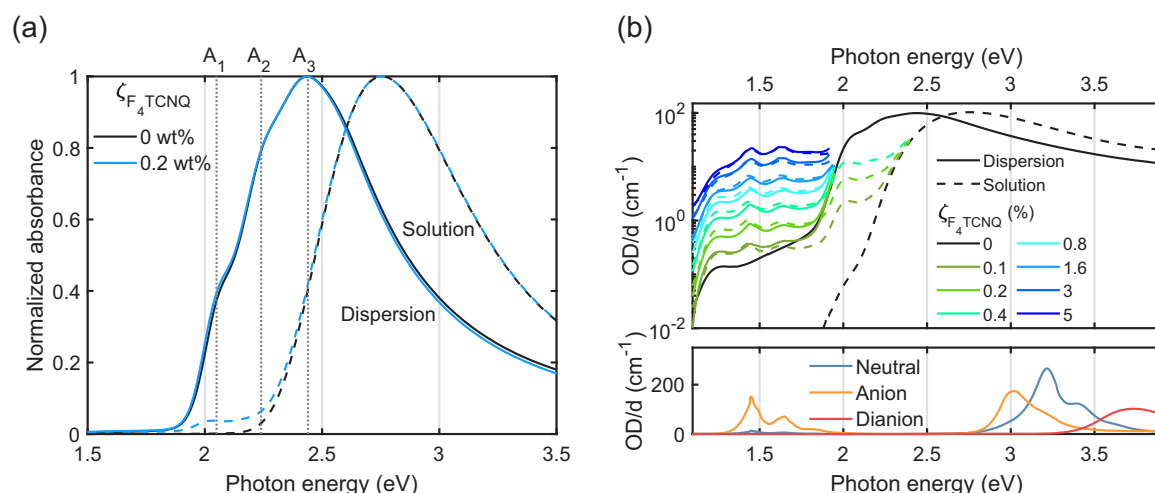 (a)
A1 A2 A3
Normalized absorbance
1
0.8
0.6
0.4
0.2
0
ζF4TCNQ
0 wt%
0.2 wt%
Solution
Dispersion
1.5 2 2.5 3 3.5
Photon energy (eV)
(b)
Photon energy (eV)
1.5 2 2.5 3 3.5
OD/d (cm-1)
102
100
10-2
Dispersion
Solution
ζF4TCNQ (%)
0 0.8
0.1 1.6
0.2 3
0.4 5
OD/d (cm-1)
200
0
Neutral
Anion
Dianion
1.5 2 2.5 3 3.5
Photon energy (eV)